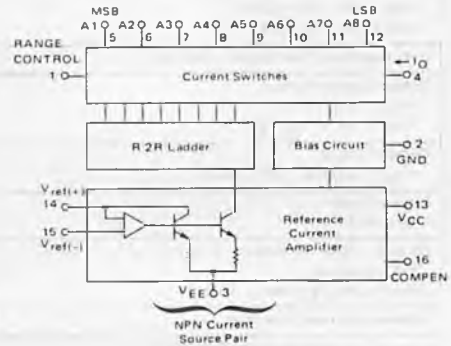 MSB LSB
A1 A2 A3 A4 A5 A6 A7 A8
RANGE CONTROL
5 6 7 8 9 10 11 12
1 Current Switches IO 4
R 2R Ladder Bias Circuit 2
GND
Vref(+)
14
15
Vref(-)
Reference Current Amplifier
13
VCC
16
COMPEN
VEE 3
NPN Current
Source Pair